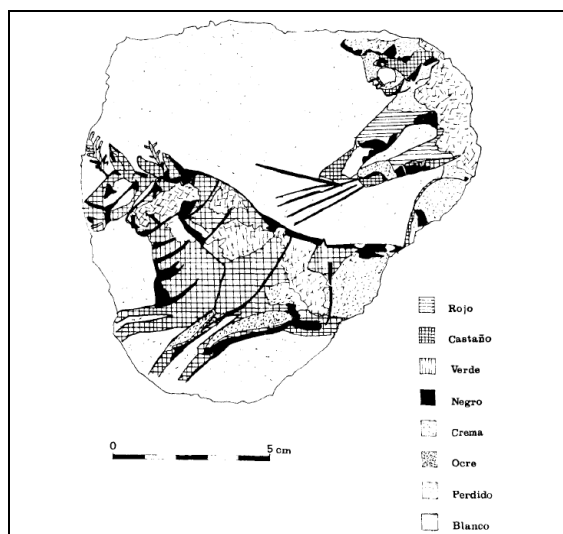 Rojo
Castaño
Verde
Negro
Crema
0 5 cm
Ocre
Perdido
Blanco